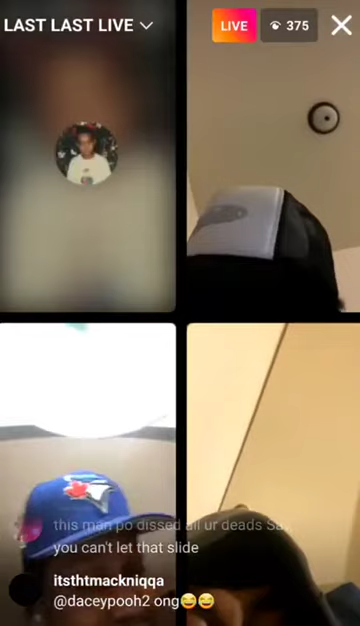 LAST LAST LIVE
LIVE
375
this man po dissed all ur deads
you can't let that slide
itsthtmackniqqa
@daceypooh2 ong😂😂